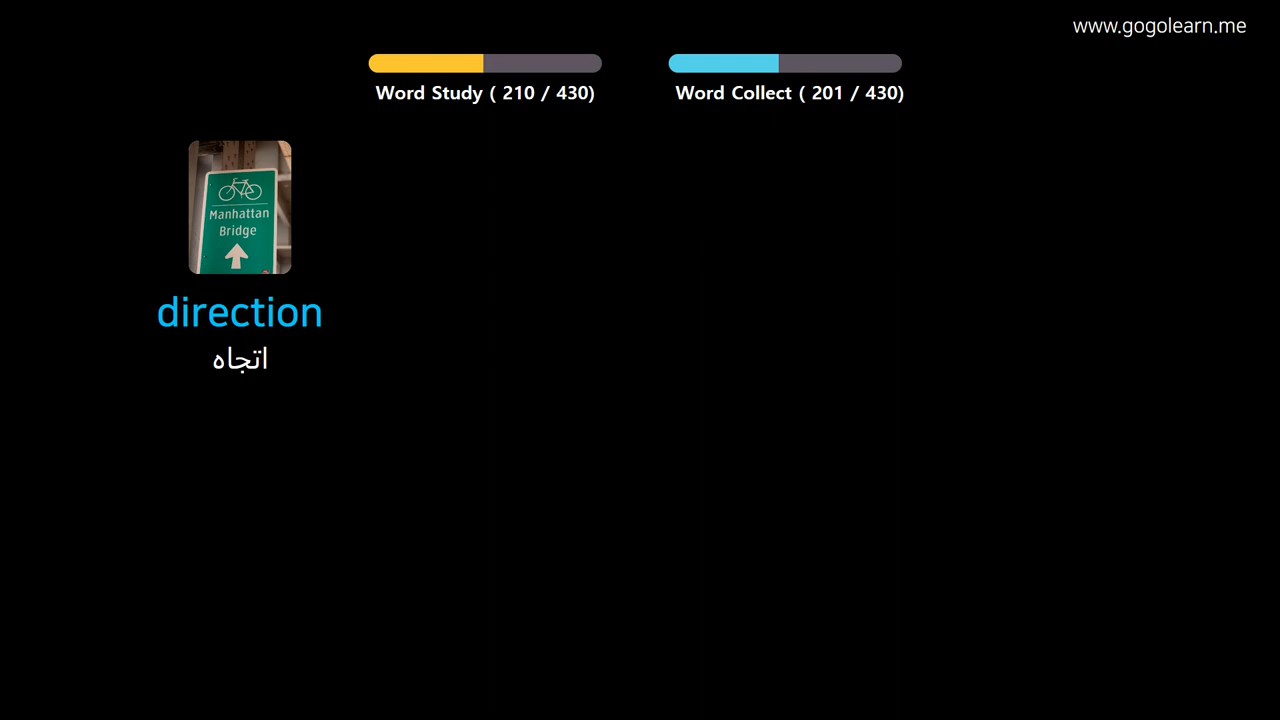 www.gogolearn.me
Word Study ( 210 / 430)
Word Collect ( 201 / 430)
Manhattan
Bridge
direction
اتجاه